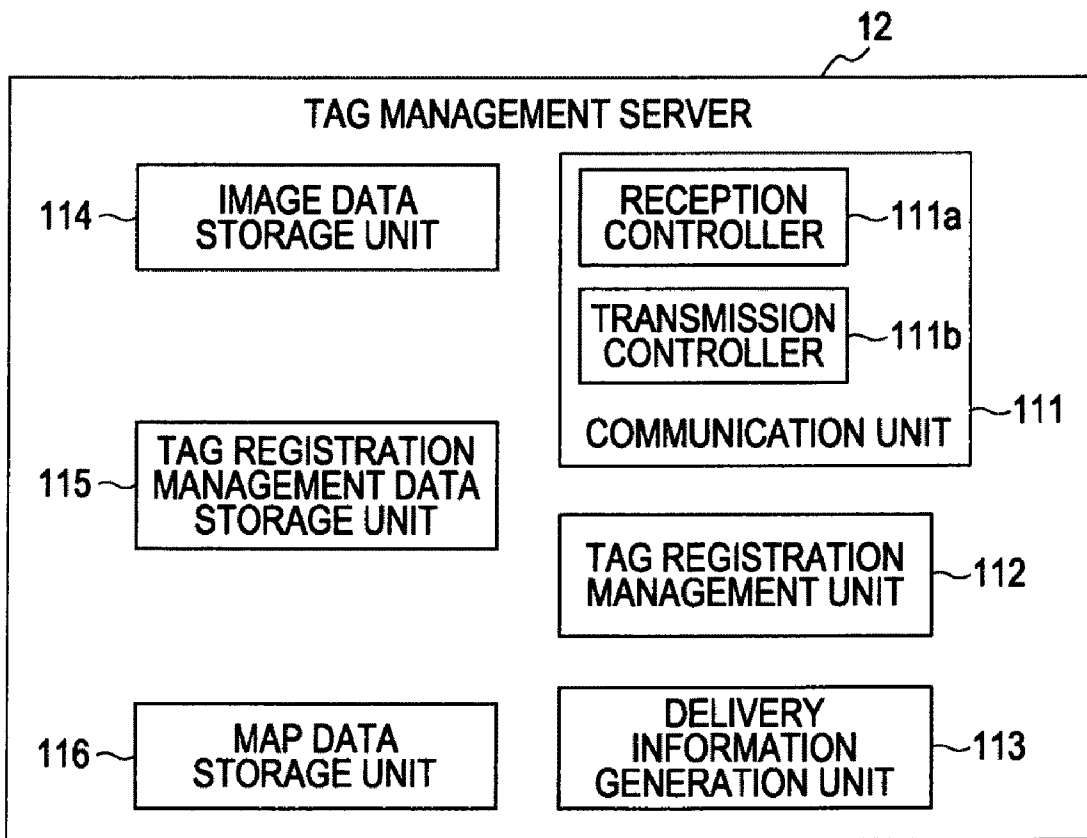 12
TAG MANAGEMENT SERVER
114
IMAGE DATA
STORAGE UNIT
RECEPTION
CONTROLLER
111a
TRANSMISSION
CONTROLLER
111b
COMMUNICATION UNIT
111
115
TAG REGISTRATION
MANAGEMENT DATA
STORAGE UNIT
TAG REGISTRATION
MANAGEMENT UNIT
112
116
MAP DATA
STORAGE UNIT
DELIVERY
INFORMATION
GENERATION UNIT
113